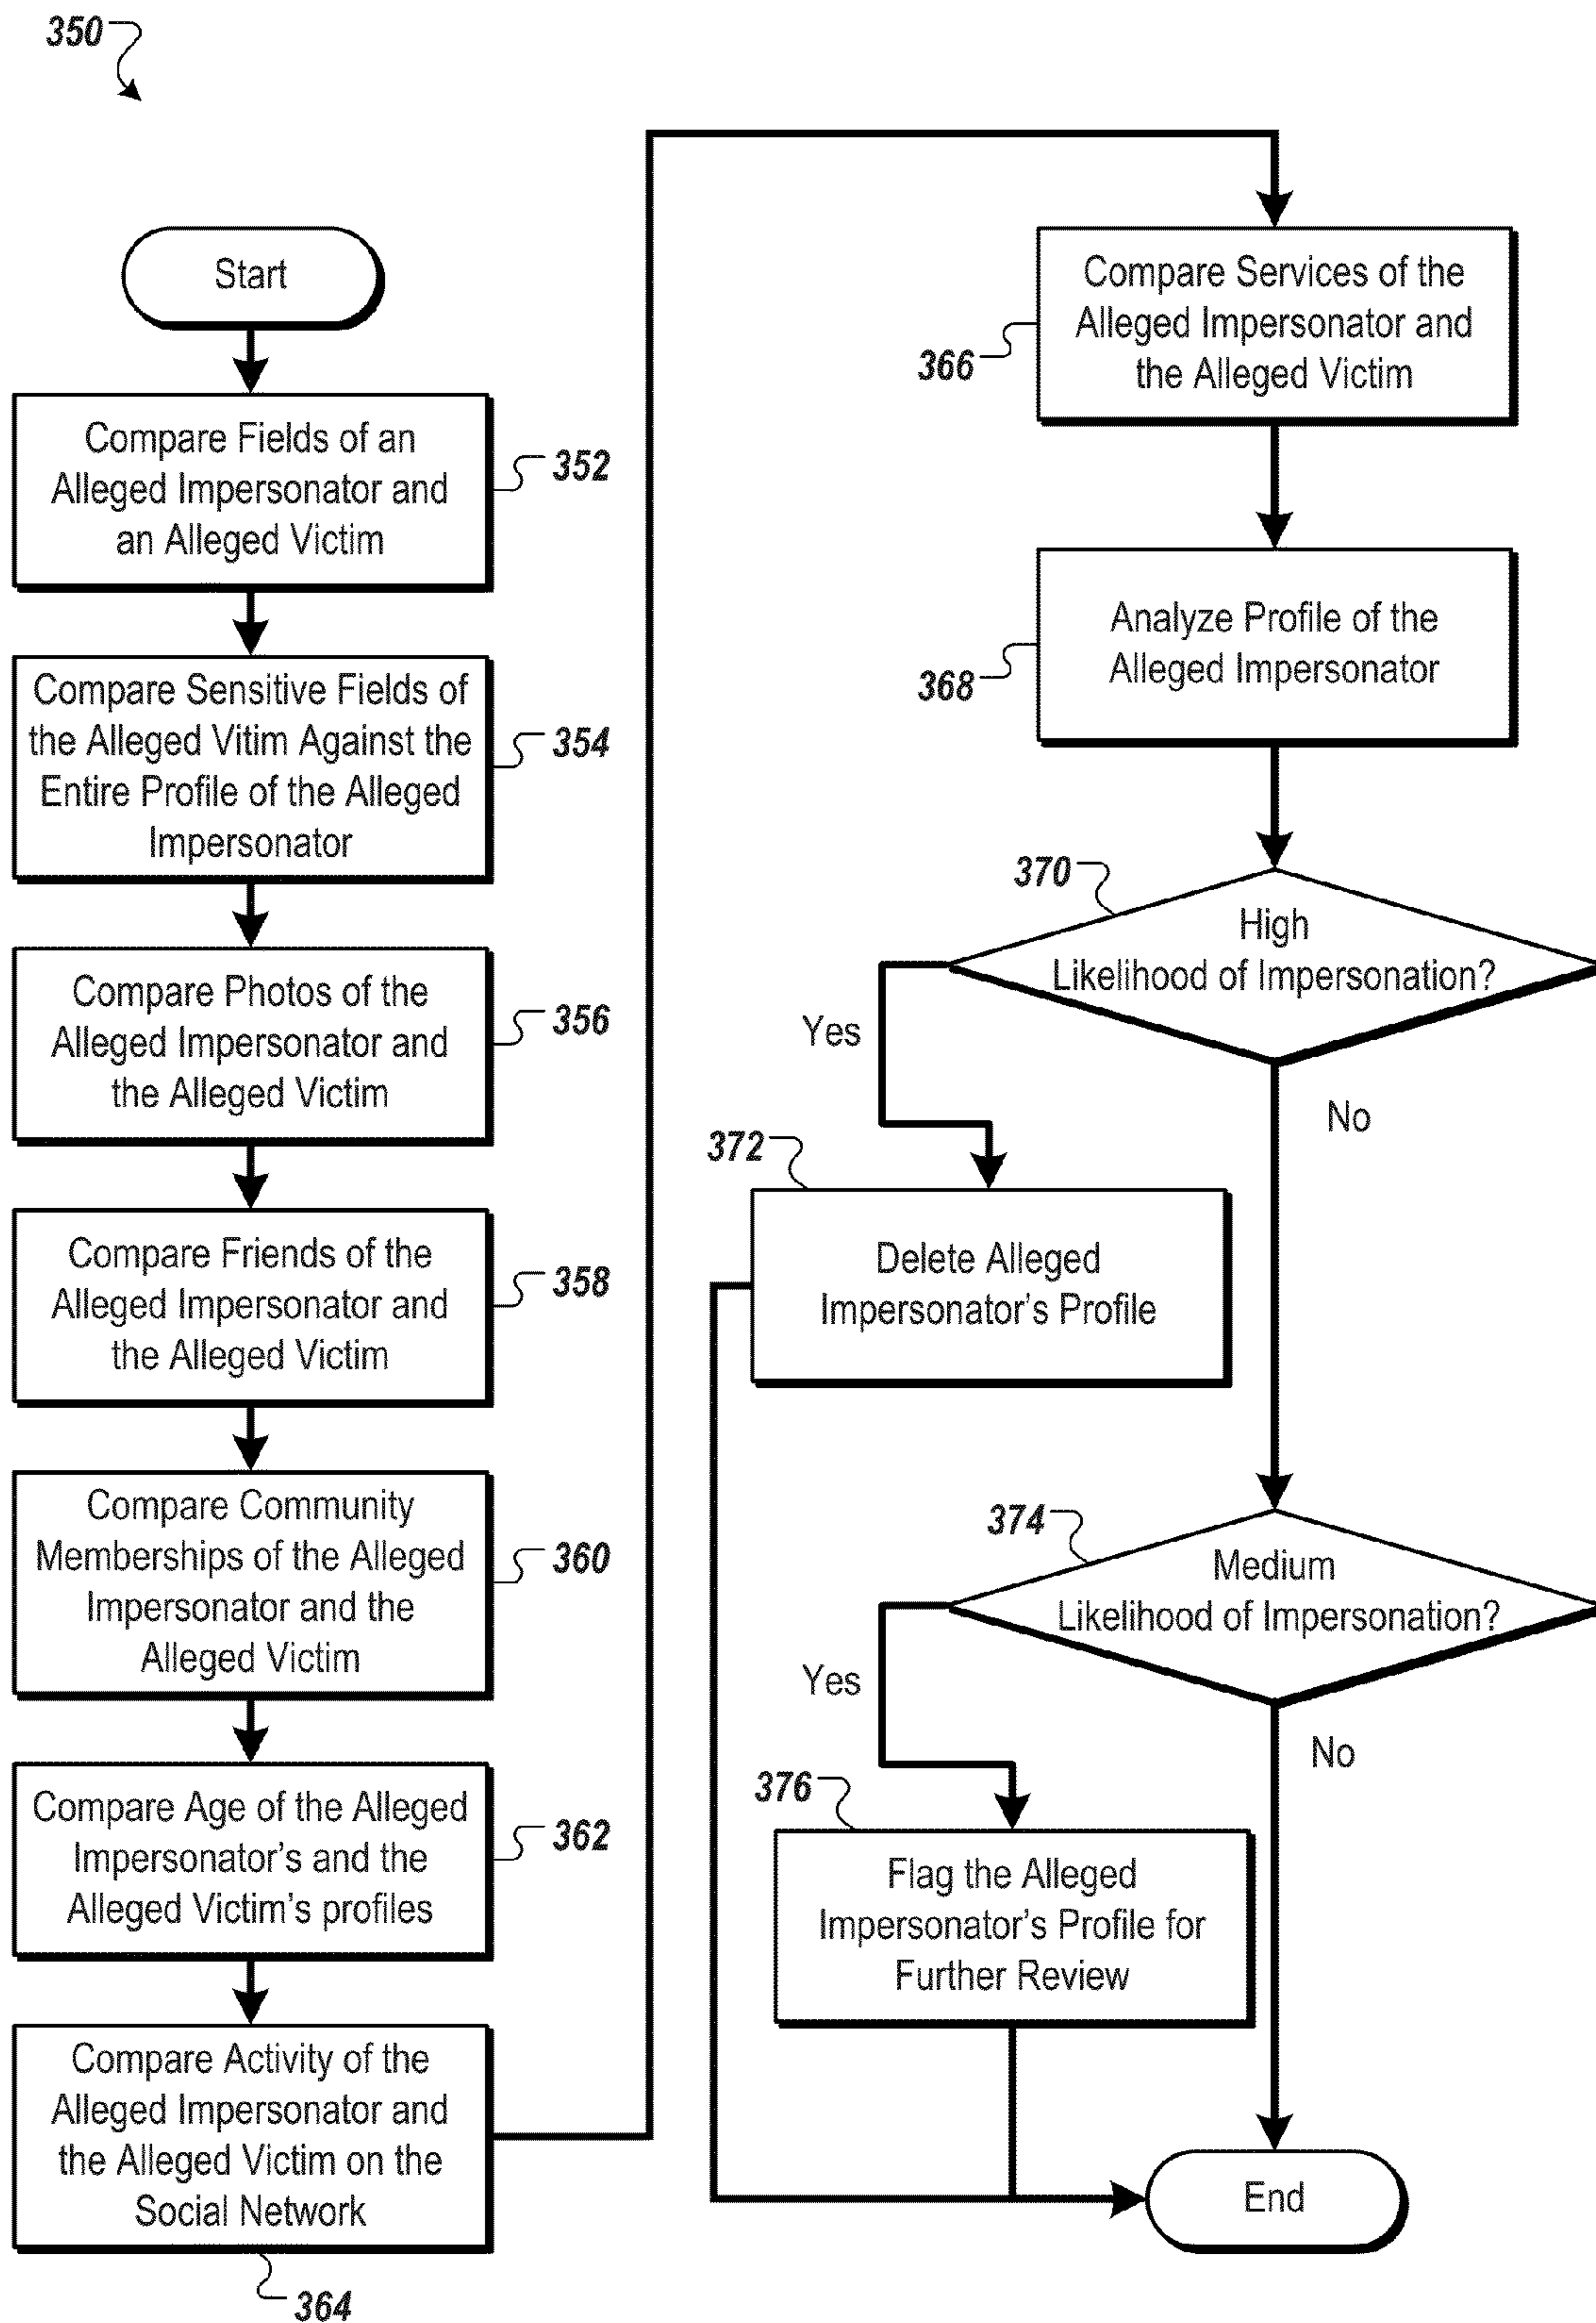 350
Start
Compare Fields of an
Alleged Impersonator and
an Alleged Victim
352
Compare Sensitive Fields of
the Alleged Vitim Against the
Entire Profile of the Alleged
Impersonator
354
Compare Photos of the
Alleged Impersonator and
the Alleged Victim
356
Compare Friends of the
Alleged Impersonator and
the Alleged Victim
358
Compare Community
Memberships of the Alleged
Impersonator and the
Alleged Victim
360
Compare Age of the Alleged
Impersonator's and the
Alleged Victim's profiles
362
Compare Activity of the
Alleged Impersonator and
the Alleged Victim on the
Social Network
364
Compare Services of the
Alleged Impersonator and
the Alleged Victim
366
Analyze Profile of the
Alleged Impersonator
368
370
High
Likelihood of Impersonation?
Yes
No
372
Delete Alleged
Impersonator's Profile
374
Medium
Likelihood of Impersonation?
Yes
No
376
Flag the Alleged
Impersonator's Profile for
Further Review
End